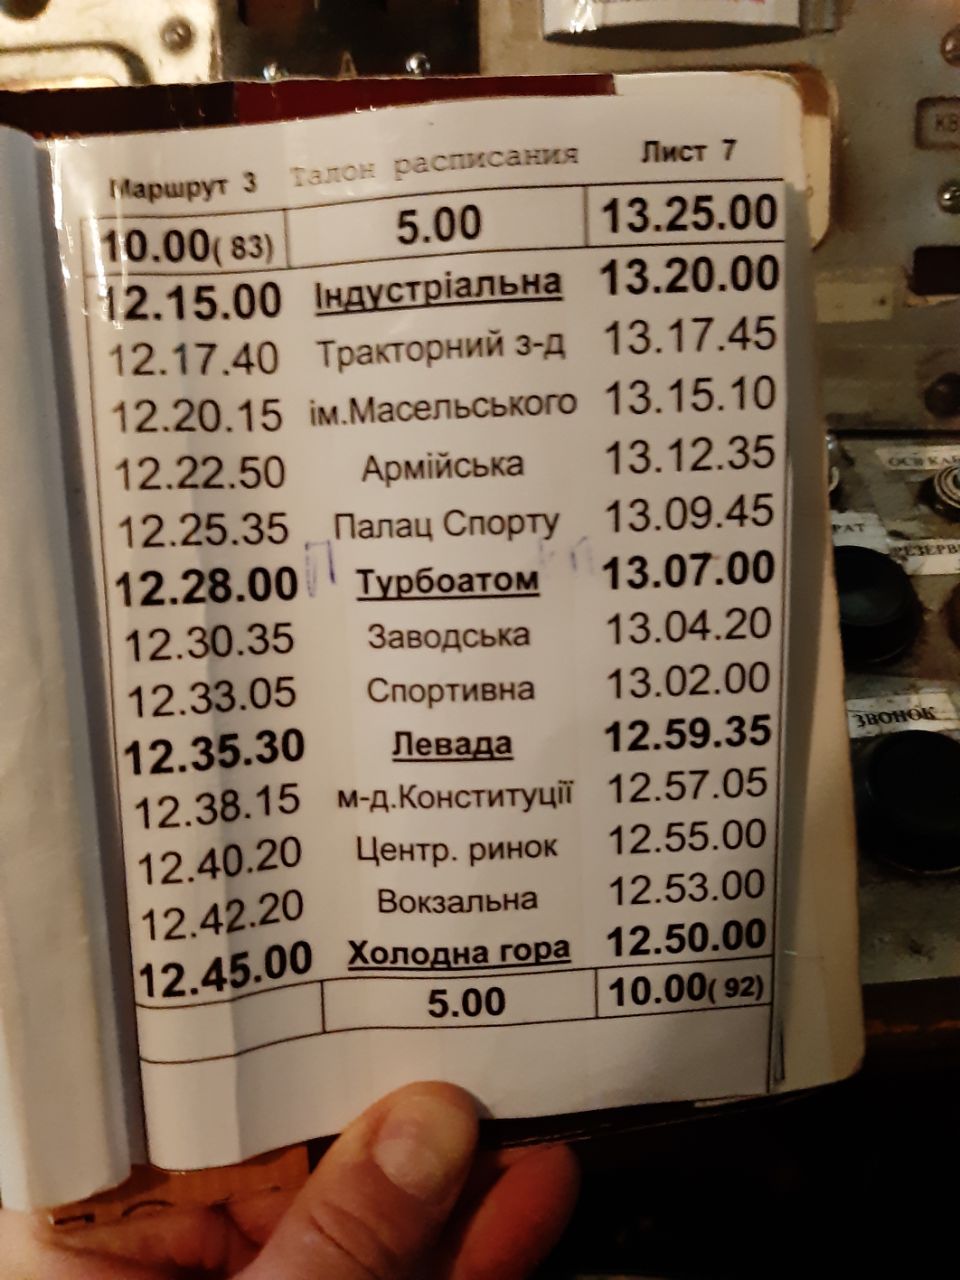 Маршрут 3 Талон расписания Лист 7
10.00( 83) 5.00 13.25.00
12.15.00 Індустріальна 13.20.00
12.17.40 Тракторний з-д 13.17.45
12.20.15 ім.Масельського 13.15.10
12.22.50 Армійська 13.12.35
12.25.35 Палац Спорту 13.09.45
12.28.00 Турбоатом 13.07.00
12.30.35 Заводська 13.04.20
12.33.05 Спортивна 13.02.00
12.35.30 Левада 12.59.35
12.38.15 м-д.Конституції 12.57.05
12.40.20 Центр. ринок 12.55.00
12.42.20 Вокзальна 12.53.00
12.45.00 Холодна гора 12.50.00
5.00 10.00( 92)
КВ
РЕЗЕРВ
ЗВОНОК